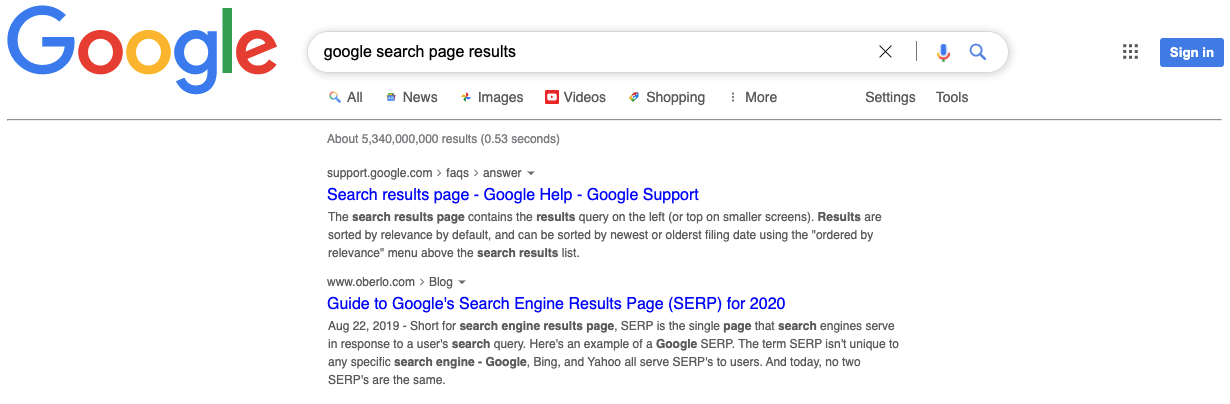 Google
google search page results
Sign in
All News Images Videos Shopping More Settings Tools
About 5,340,000,000 results (0.53 seconds)
support.google.com › faqs › answer
Search results page - Google Help - Google Support
The search results page contains the results query on the left (or top on smaller screens). Results are
sorted by relevance by default, and can be sorted by newest or olderst filing date using the "ordered by
relevance" menu above the search results list.
www.oberlo.com › Blog
Guide to Google's Search Engine Results Page (SERP) for 2020
Aug 22, 2019 - Short for search engine results page, SERP is the single page that search engines serve
in response to a user's search query. Here's an example of a Google SERP. The term SERP isn't unique to
any specific search engine - Google, Bing, and Yahoo all serve SERP's to users. And today, no two
SERP's are the same.